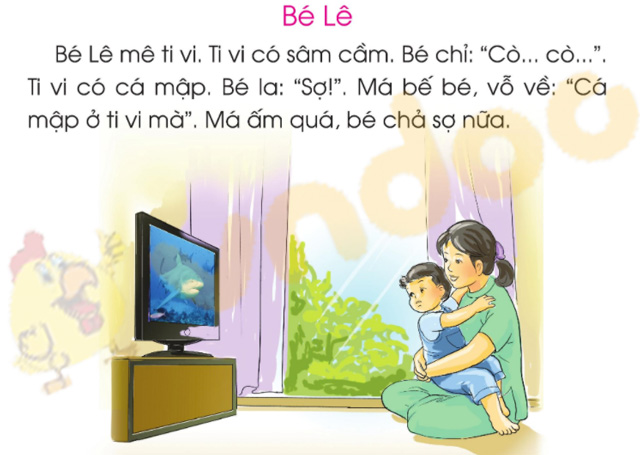 Bé Lê
Bé Lê mê ti vi. Ti vi có sâm cầm. Bé chỉ: “Cò... cò...”.
Ti vi có cá mập. Bé la: “Sợ!”. Má bế bé, vỗ về: “Cá
mập ở ti vi mà”. Má ấm quá, bé chả sợ nữa.